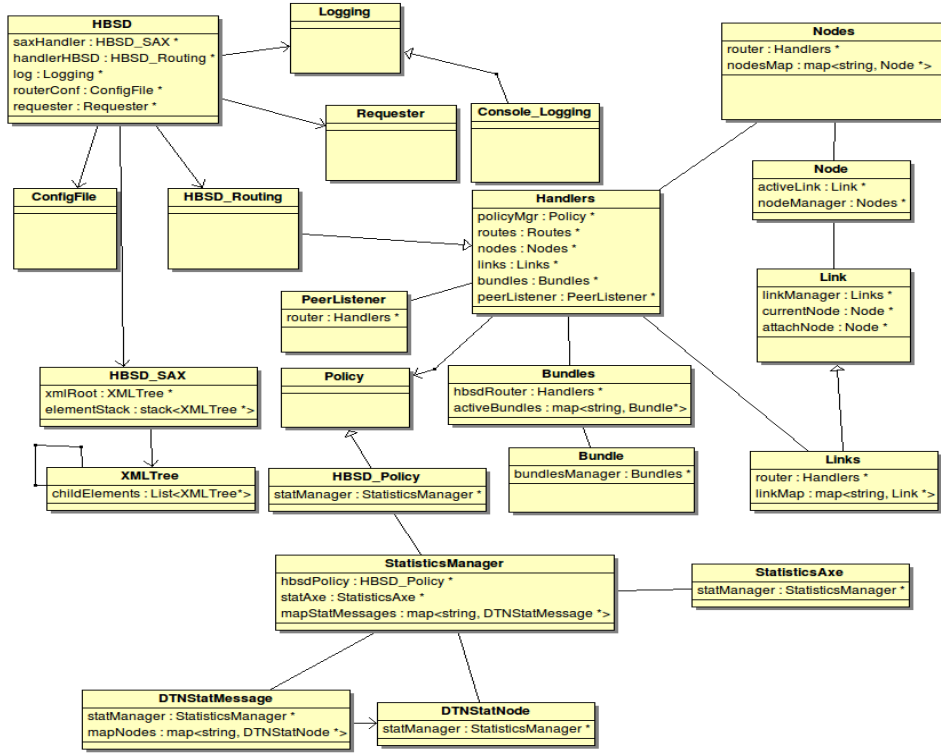 HBSD
saxHandler : HBSD_SAX *
handlerHBSD : HBSD_Routing *
log : Logging *
routerConf : ConfigFile *
requester : Requester *
Logging
Nodes
router : Handlers *
nodesMap : map<string, Node *>
Requester
Console_Logging
ConfigFile
HBSD_Routing
Handlers
policyMgr : Policy *
routes : Routes *
nodes : Nodes *
links : Links *
bundles : Bundles *
peerListener : PeerListener *
Node
activeLink : Link *
nodeManager : Nodes *
PeerListener
router : Handlers *
Link
linkManager : Links *
currentNode : Node *
attachNode : Node *
HBSD_SAX
xmlRoot : XMLTree *
elementStack : stack<XMLTree *>
Policy
Bundles
hbsdRouter : Handlers *
activeBundles : map<string, Bundle*>
XMLTree
childElements : List<XMLTree*>
HBSD_Policy
statManager : StatisticsManager *
Bundle
bundlesManager : Bundles *
Links
router : Handlers *
linkMap : map<string, Link *>
StatisticsManager
hbsdPolicy : HBSD_Policy *
statAxe : StatisticsAxe *
mapStatMessages : map<string, DTNStatMessage *>
StatisticsAxe
statManager : StatisticsManager *
DTNStatMessage
statManager : StatisticsManager *
mapNodes : map<string, DTNStatNode *>
DTNStatNode
statManager : StatisticsManager *